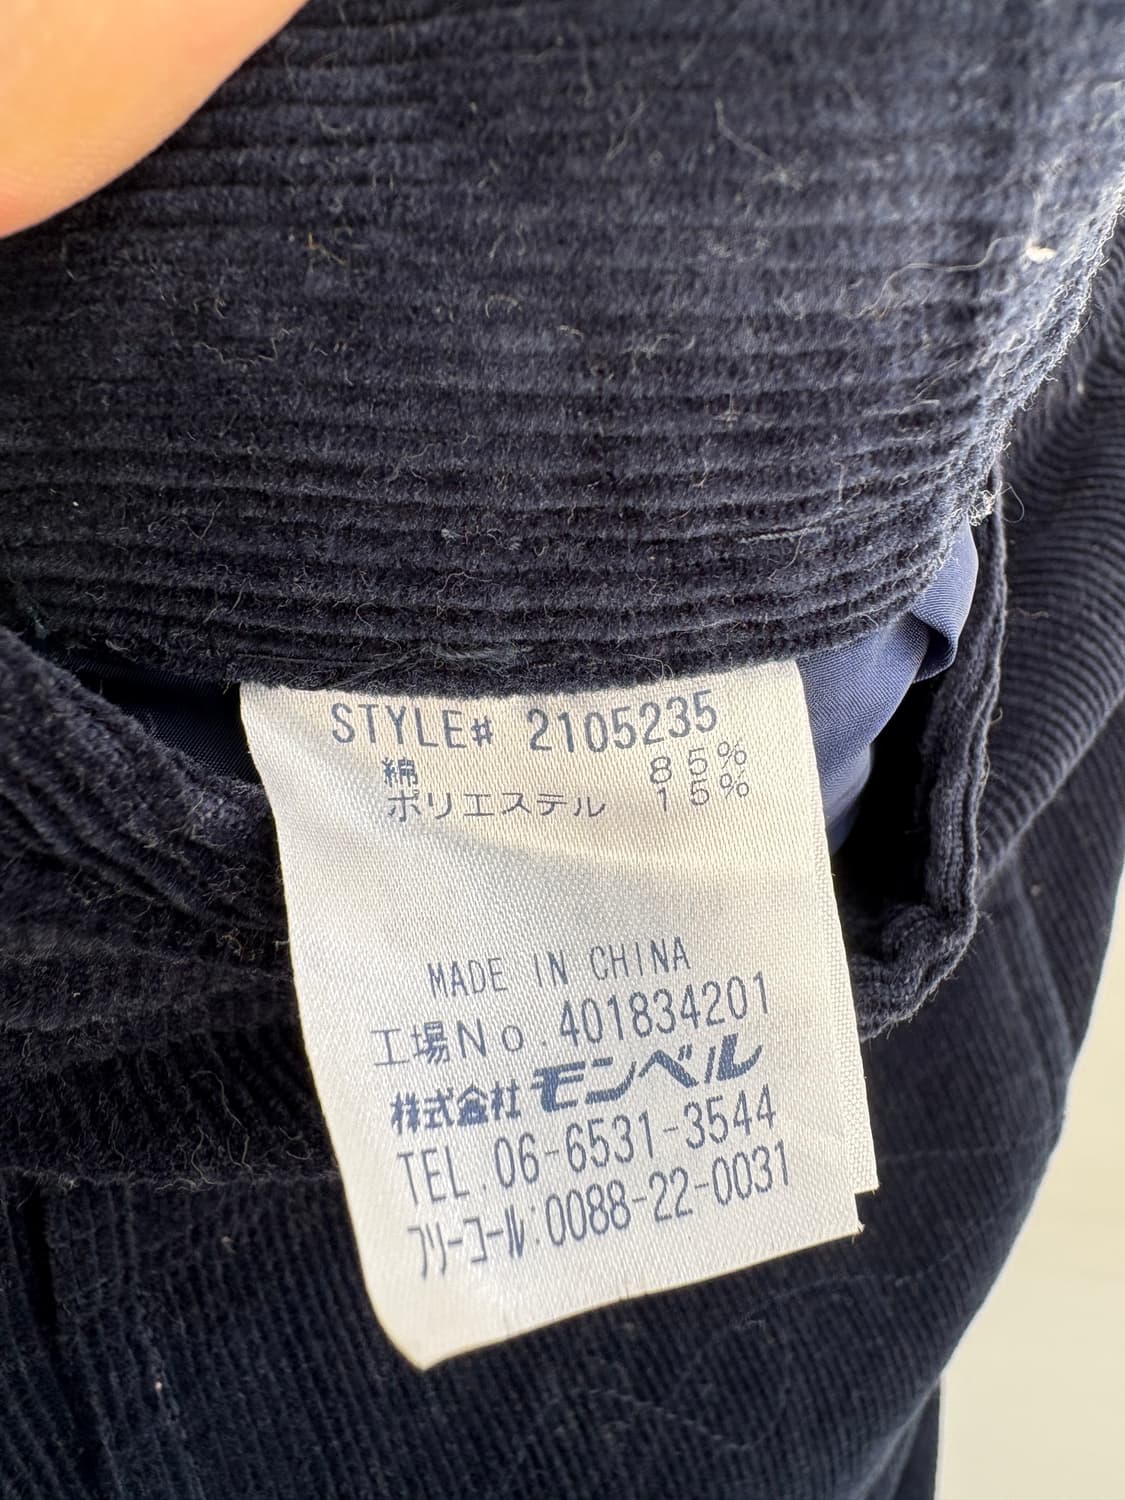 STYLE# 2105235
綿 85%
ポリエステル 15%
MADE IN CHINA
工場No.401834201
株式会社モンベル
TEL.06-6531-3544
フリーコール:0088-22-0031